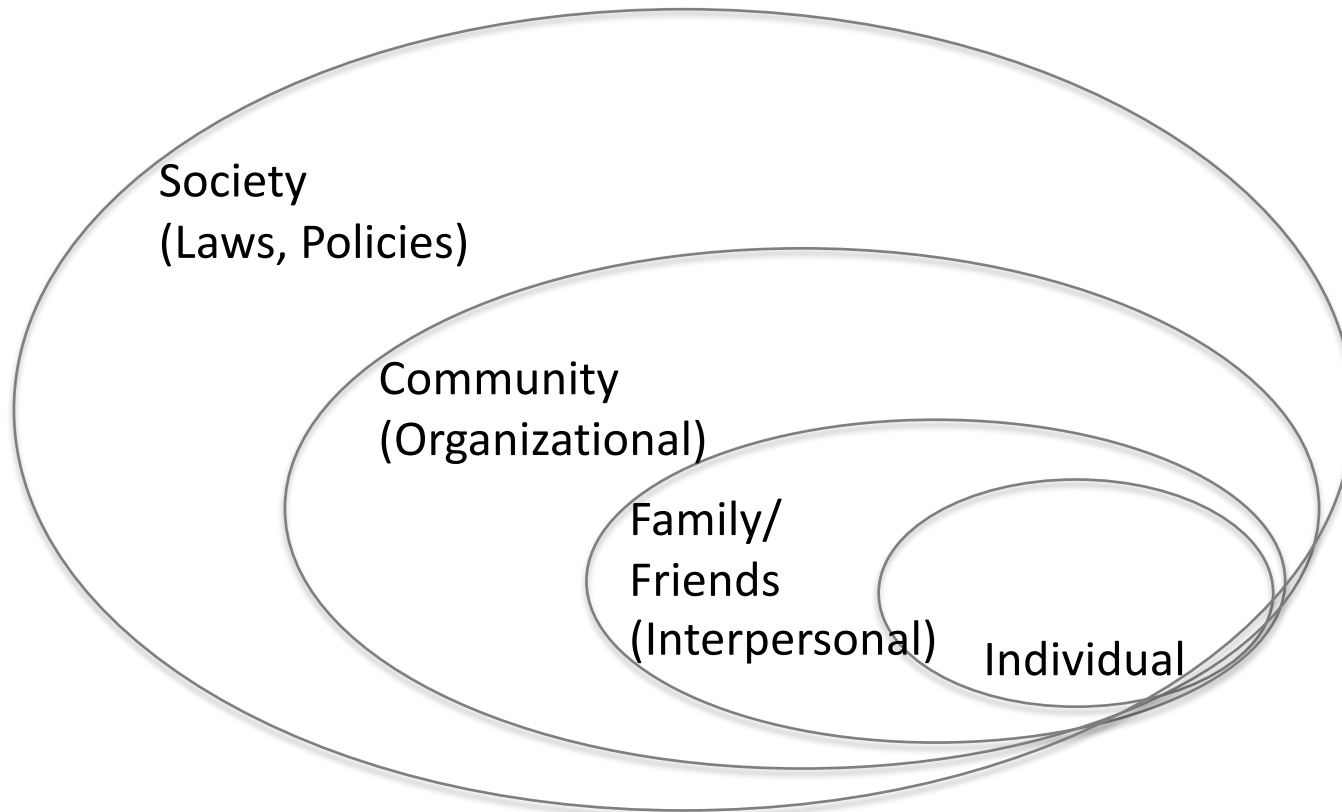 Society
(Laws, Policies)
Community
(Organizational)
Family/
Friends
(Interpersonal)
Individual